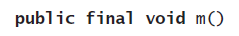 public final void m()